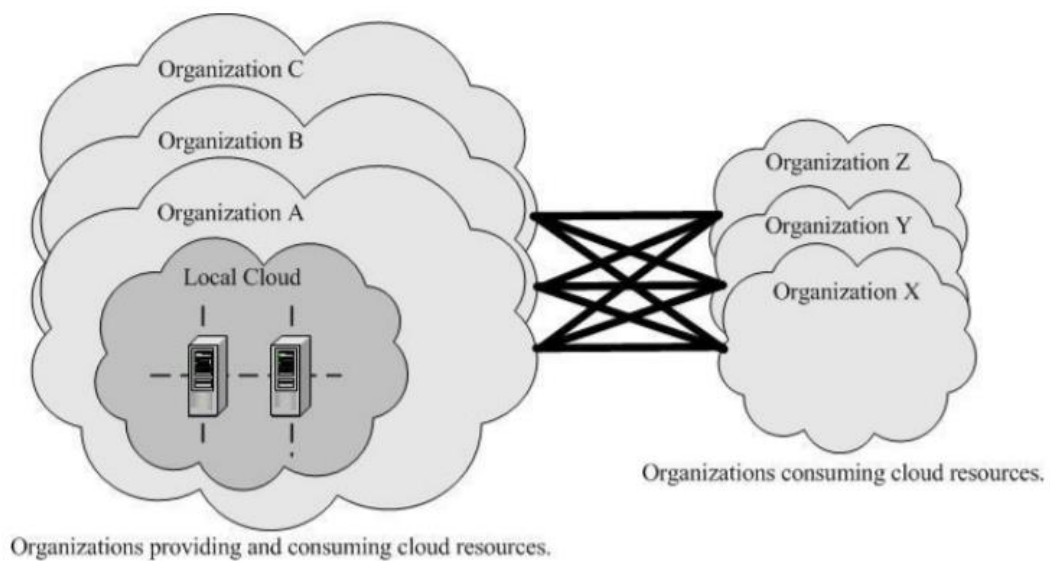 Organization C
Organization B
Organization A
Local Cloud
Organizations providing and consuming cloud resources.
Organization Z
Organization Y
Organization X
Organizations consuming cloud resources.